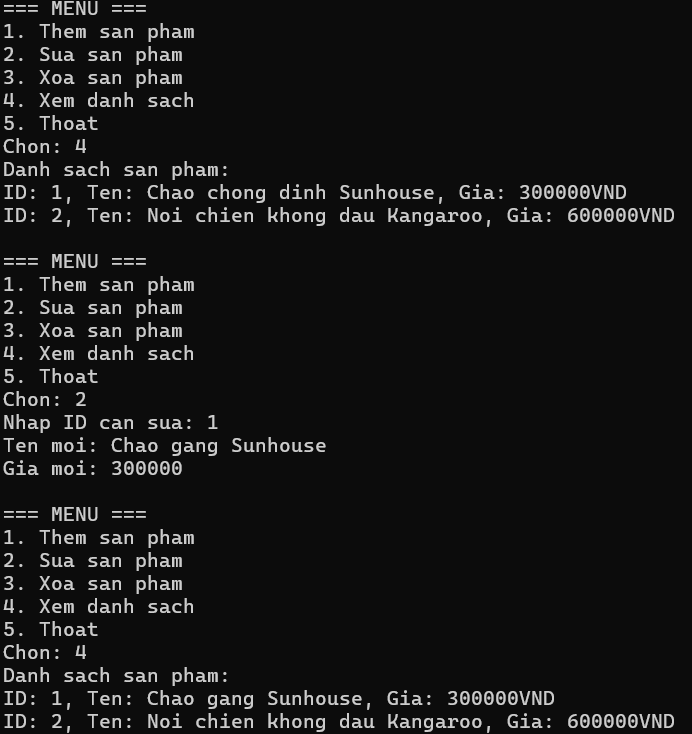 === MENU ===
1. Them san pham
2. Sua san pham
3. Xoa san pham
4. Xem danh sach
5. Thoat
Chon: 4
Danh sach san pham:
ID: 1, Ten: Chao chong dinh Sunhouse, Gia: 300000VND
ID: 2, Ten: Noi chien khong dau Kangaroo, Gia: 600000VND

=== MENU ===
1. Them san pham
2. Sua san pham
3. Xoa san pham
4. Xem danh sach
5. Thoat
Chon: 2
Nhap ID can sua: 1
Ten moi: Chao gang Sunhouse
Gia moi: 300000

=== MENU ===
1. Them san pham
2. Sua san pham
3. Xoa san pham
4. Xem danh sach
5. Thoat
Chon: 4
Danh sach san pham:
ID: 1, Ten: Chao gang Sunhouse, Gia: 300000VND
ID: 2, Ten: Noi chien khong dau Kangaroo, Gia: 600000VND